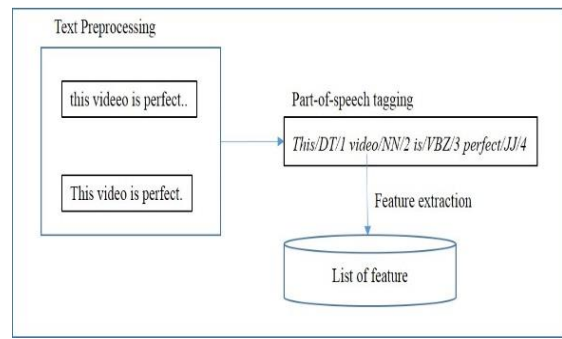 Text Preprocessing
this videeo is perfect..
This video is perfect.
Part-of-speech tagging
This/DT/1 video/NN/2 is/VBZ/3 perfect/JJ/4
Feature extraction
List of feature